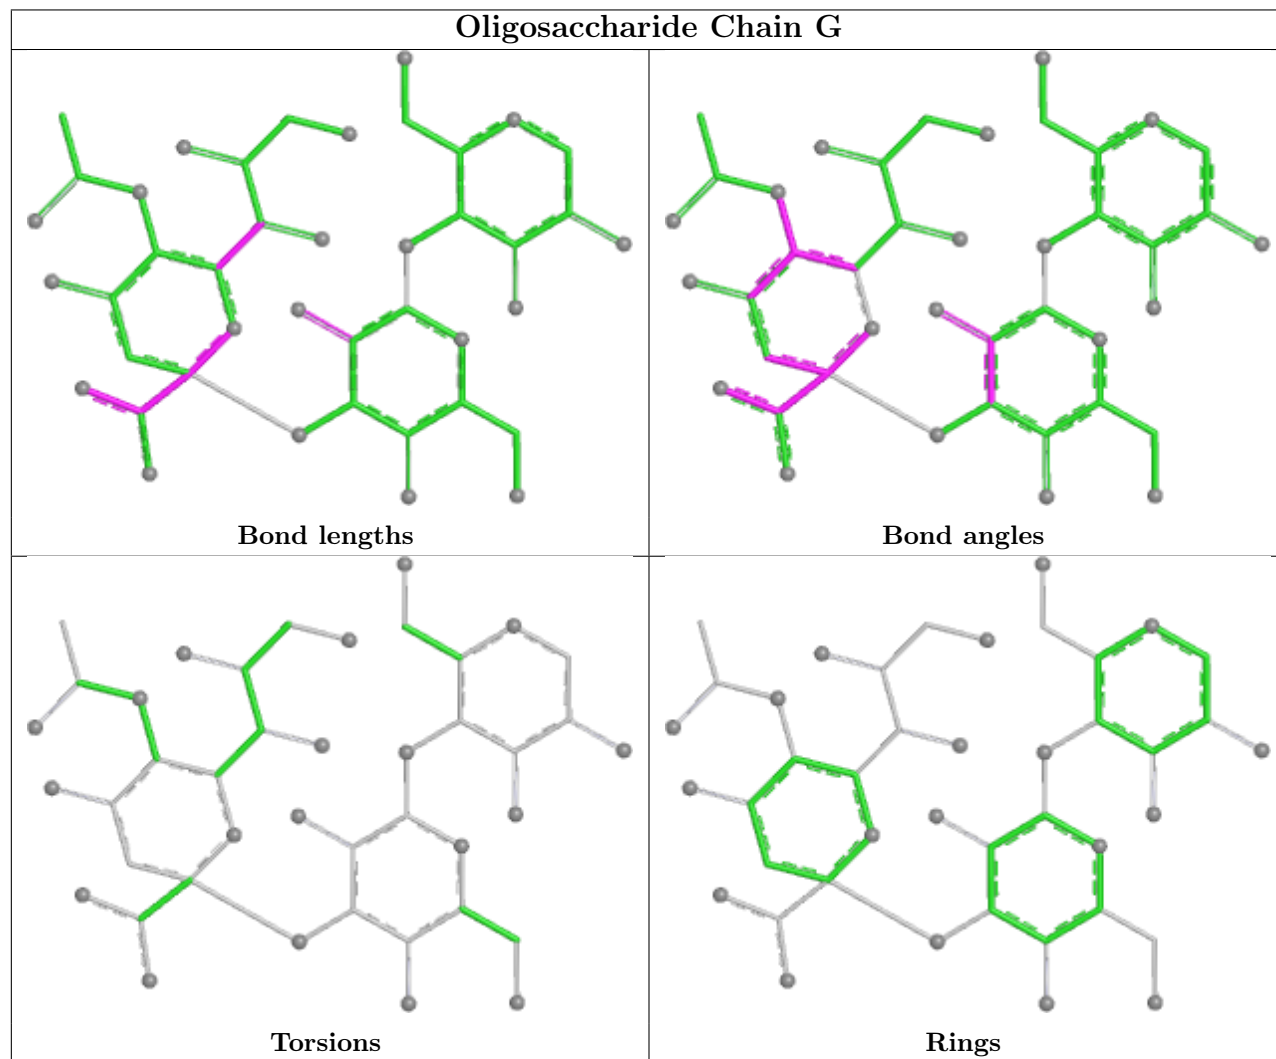 Oligosaccharide Chain G
Bond lengths
Bond angles
Torsions
Rings